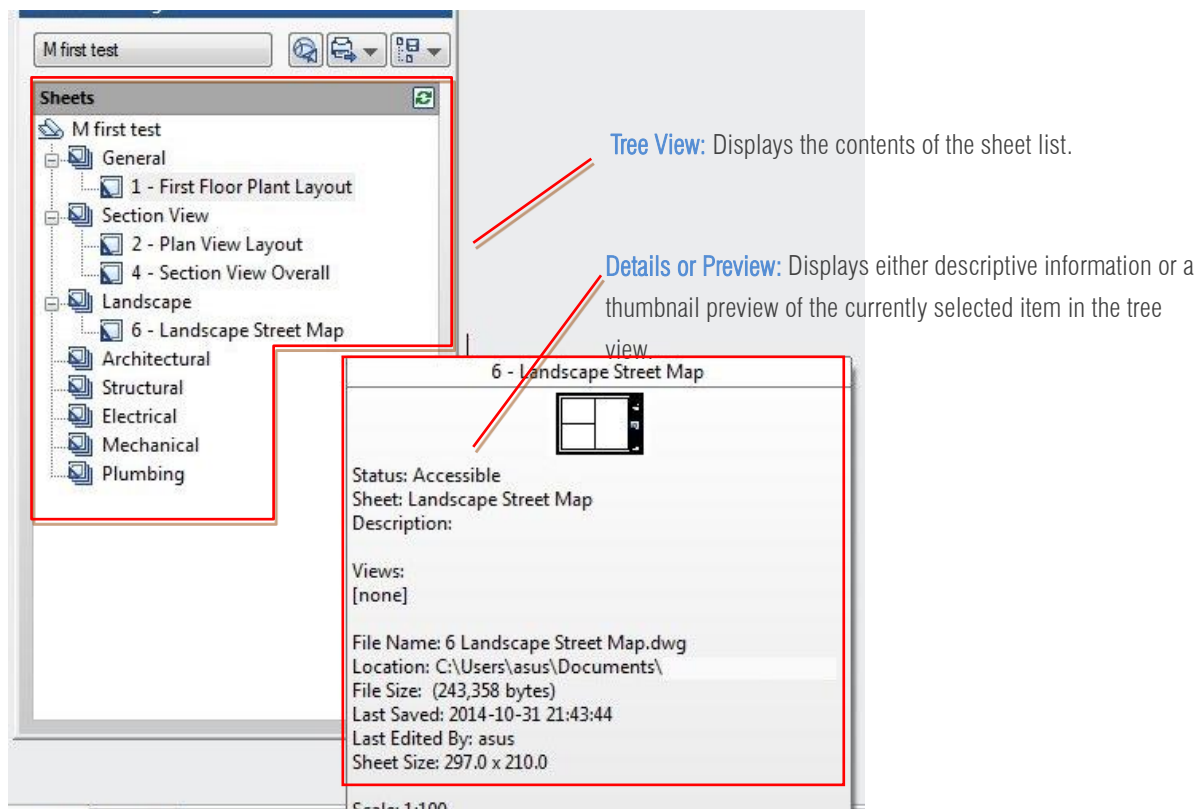 M first test
Sheets
M first test
General
1 - First Floor Plant Layout
Section View
2 - Plan View Layout
4 - Section View Overall
Landscape
6 - Landscape Street Map
Architectural
Structural
Electrical
Mechanical
Plumbing
Tree View: Displays the contents of the sheet list.
Details or Preview: Displays either descriptive information or a
thumbnail preview of the currently selected item in the tree
view.
6 - Landscape Street Map
Status: Accessible
Sheet: Landscape Street Map
Description:
Views:
[none]
File Name: 6 Landscape Street Map.dwg
Location: C:\Users\asus\Documents\
File Size: (243,358 bytes)
Last Saved: 2014-10-31 21:43:44
Last Edited By: asus
Sheet Size: 297.0 x 210.0
Scale: 1:100